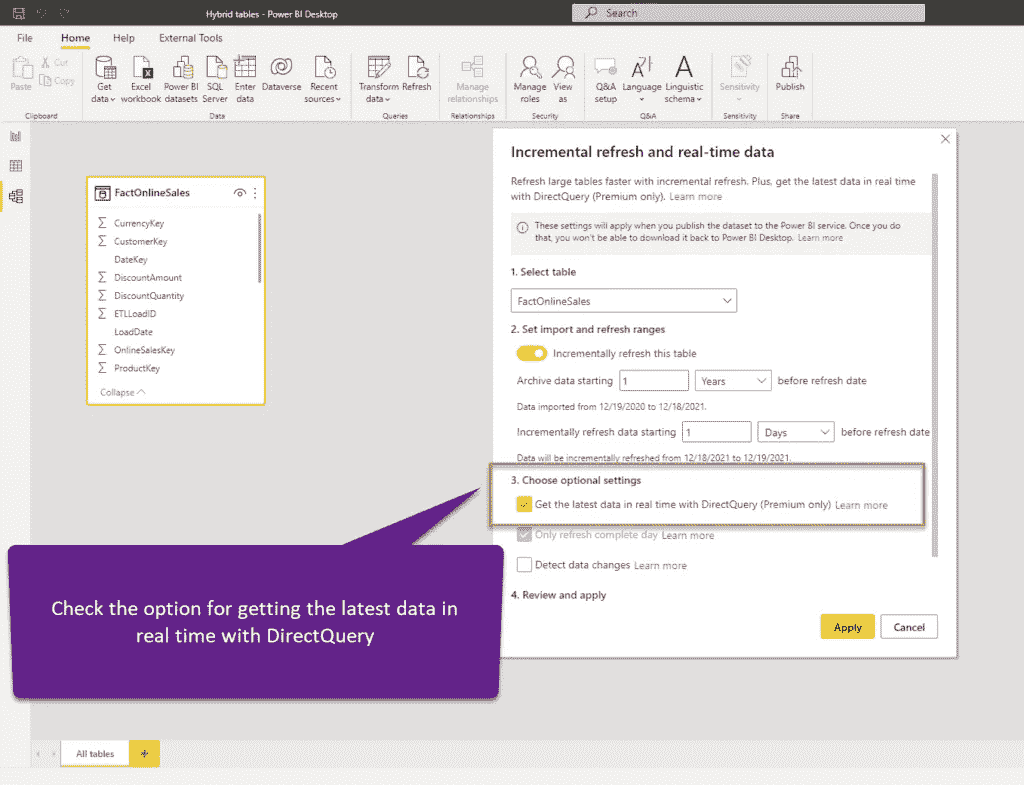 Hybrid tables - Power BI Desktop
Search
File Home Help External Tools
Paste
Cut
Copy
Clipboard
Get data
Excel workbook
Power BI datasets
SQL Server
Enter data
Dataverse
Recent sources
Data
Transform data
Refresh
Queries
Manage relationships
Relationships
Manage roles
View as
Security
Q&A setup
Language
Linguistic schema
Q&A
Sensitivity
Sensitivity
Publish
Share
FactOnlineSales
CurrencyKey
CustomerKey
DateKey
DiscountAmount
DiscountQuantity
ETLLoadID
LoadDate
OnlineSalesKey
ProductKey
Collapse
Incremental refresh and real-time data
Refresh large tables faster with incremental refresh. Plus, get the latest data in real time
with DirectQuery (Premium only). Learn more
These settings will apply when you publish the dataset to the Power BI service. Once you do
that, you won't be able to download it back to Power BI Desktop. Learn more
1. Select table
FactOnlineSales
2. Set import and refresh ranges
Incrementally refresh this table
Archive data starting 1 Years before refresh date
Data imported from 12/19/2020 to 12/18/2021.
Incrementally refresh data starting 1 Days before refresh date
Data will be incrementally refreshed from 12/18/2021 to 12/19/2021.
3. Choose optional settings
Get the latest data in real time with DirectQuery (Premium only) Learn more
Only refresh complete day Learn more
Detect data changes Learn more
4. Review and apply
Apply Cancel
Check the option for getting the latest data in
real time with DirectQuery
All tables